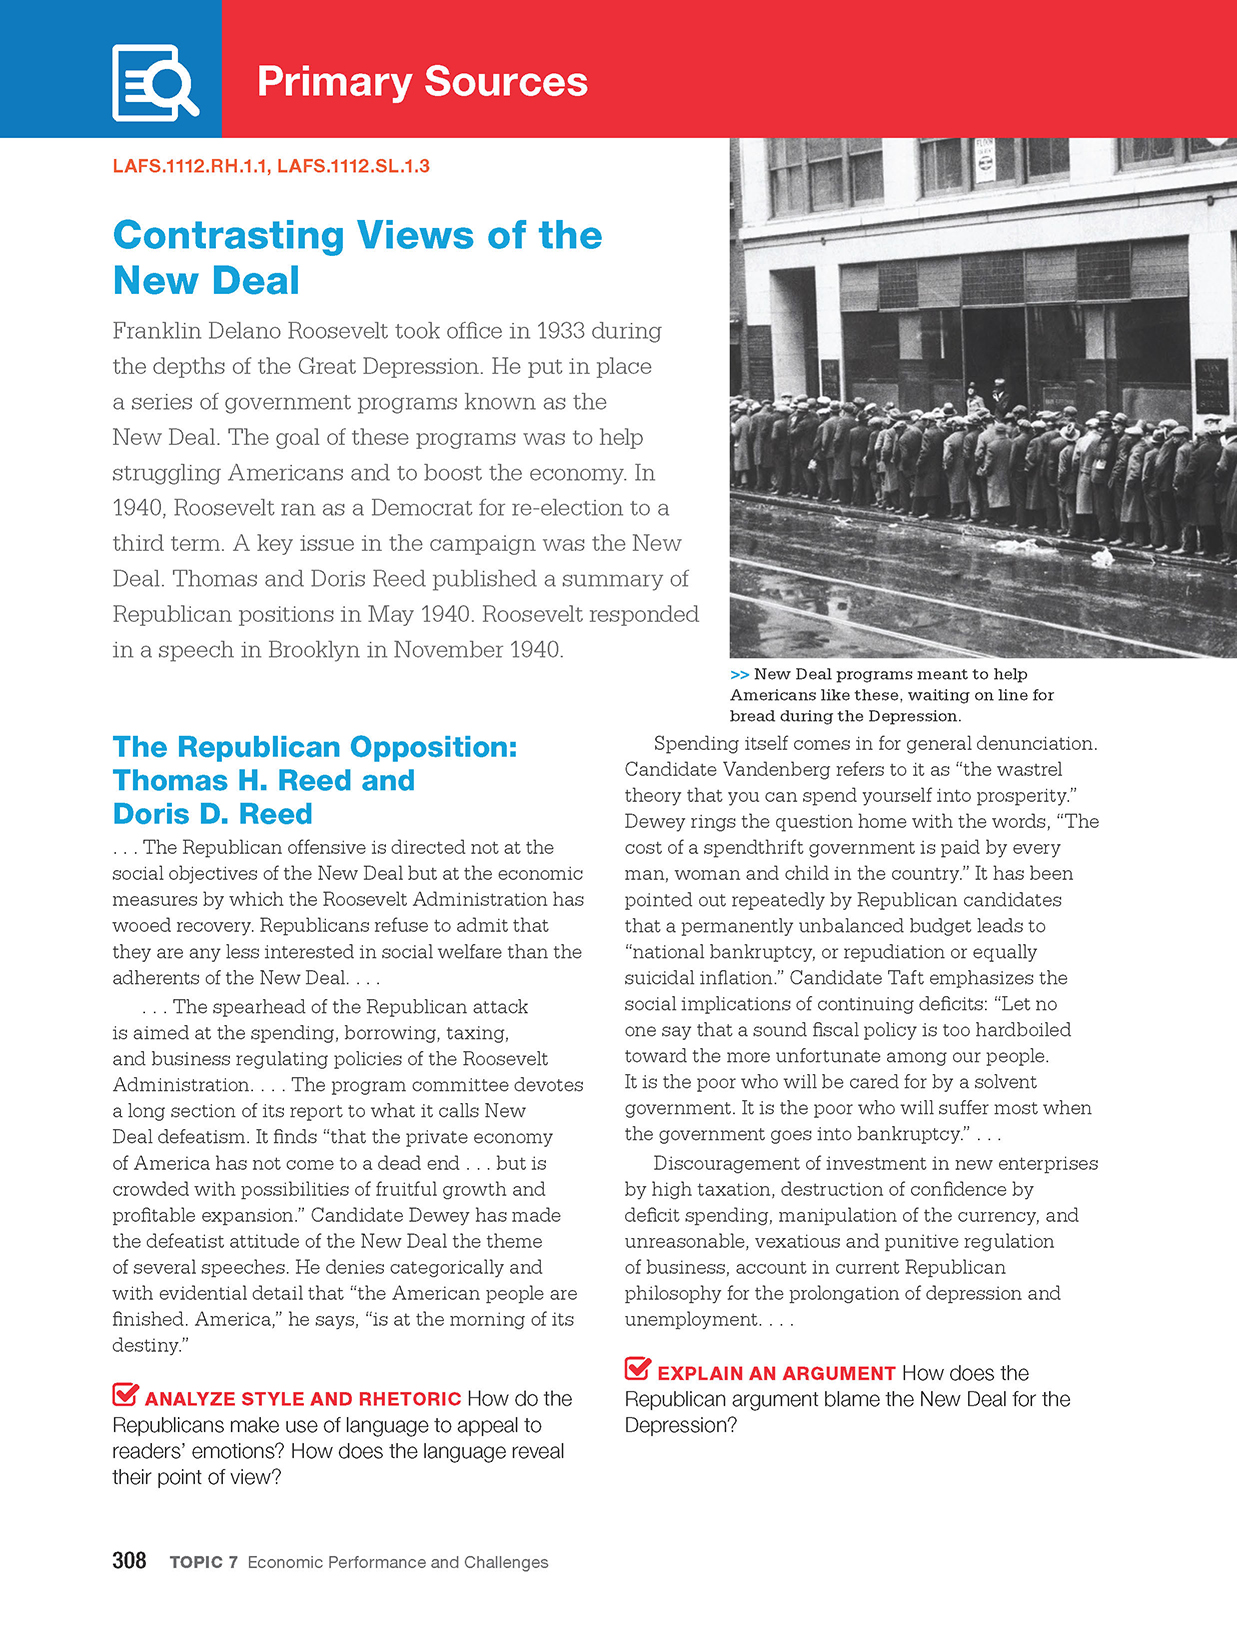 Primary Sources
LAFS.1112.RH.1.1, LAFS.1112.SL.1.3
Contrasting Views of the
New Deal
Franklin Delano Roosevelt took office in 1933 during
the depths of the Great Depression. He put in place
a series of government programs known as the
New Deal. The goal of these programs was to help
struggling Americans and to boost the economy. In
1940, Roosevelt ran as a Democrat for re-election to a
third term. A key issue in the campaign was the New
Deal. Thomas and Doris Reed published a summary of
Republican positions in May 1940. Roosevelt responded
in a speech in Brooklyn in November 1940.
FLOOR
>> New Deal programs meant to help
Americans like these, waiting on line for
bread during the Depression.
The Republican Opposition:
Thomas H. Reed and
Doris D. Reed
. . . The Republican offensive is directed not at the
social objectives of the New Deal but at the economic
measures by which the Roosevelt Administration has
wooed recovery. Republicans refuse to admit that
they are any less interested in social welfare than the
adherents of the New Deal. . . .
. . . The spearhead of the Republican attack
is aimed at the spending, borrowing, taxing,
and business regulating policies of the Roosevelt
Administration. . . . The program committee devotes
a long section of its report to what it calls New
Deal defeatism. It finds “that the private economy
of America has not come to a dead end . . . but is
crowded with possibilities of fruitful growth and
profitable expansion.” Candidate Dewey has made
the defeatist attitude of the New Deal the theme
of several speeches. He denies categorically and
with evidential detail that “the American people are
finished. America,” he says, “is at the morning of its
destiny.”
ANALYZE STYLE AND RHETORIC How do the
Republicans make use of language to appeal to
readers’ emotions? How does the language reveal
their point of view?
Spending itself comes in for general denunciation.
Candidate Vandenberg refers to it as “the wastrel
theory that you can spend yourself into prosperity.”
Dewey rings the question home with the words, “The
cost of a spendthrift government is paid by every
man, woman and child in the country.” It has been
pointed out repeatedly by Republican candidates
that a permanently unbalanced budget leads to
“national bankruptcy, or repudiation or equally
suicidal inflation.” Candidate Taft emphasizes the
social implications of continuing deficits: “Let no
one say that a sound fiscal policy is too hardboiled
toward the more unfortunate among our people.
It is the poor who will be cared for by a solvent
government. It is the poor who will suffer most when
the government goes into bankruptcy.” . . .
Discouragement of investment in new enterprises
by high taxation, destruction of confidence by
deficit spending, manipulation of the currency, and
unreasonable, vexatious and punitive regulation
of business, account in current Republican
philosophy for the prolongation of depression and
unemployment. . . .
EXPLAIN AN ARGUMENT How does the
Republican argument blame the New Deal for the
Depression?
308 TOPIC 7 Economic Performance and Challenges